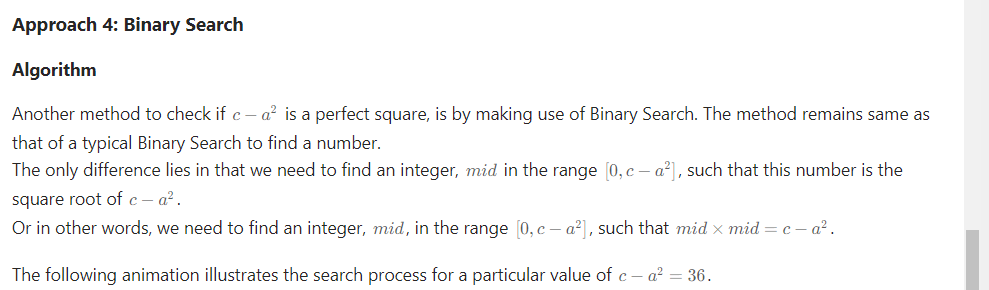 Approach 4: Binary Search
Algorithm
Another method to check if c − a² is a perfect square, is by making use of Binary Search. The method remains same as
that of a typical Binary Search to find a number.
The only difference lies in that we need to find an integer, mid in the range [0, c − a²], such that this number is the
square root of c − a².
Or in other words, we need to find an integer, mid, in the range [0, c − a²], such that mid × mid = c − a².
The following animation illustrates the search process for a particular value of c − a² = 36.